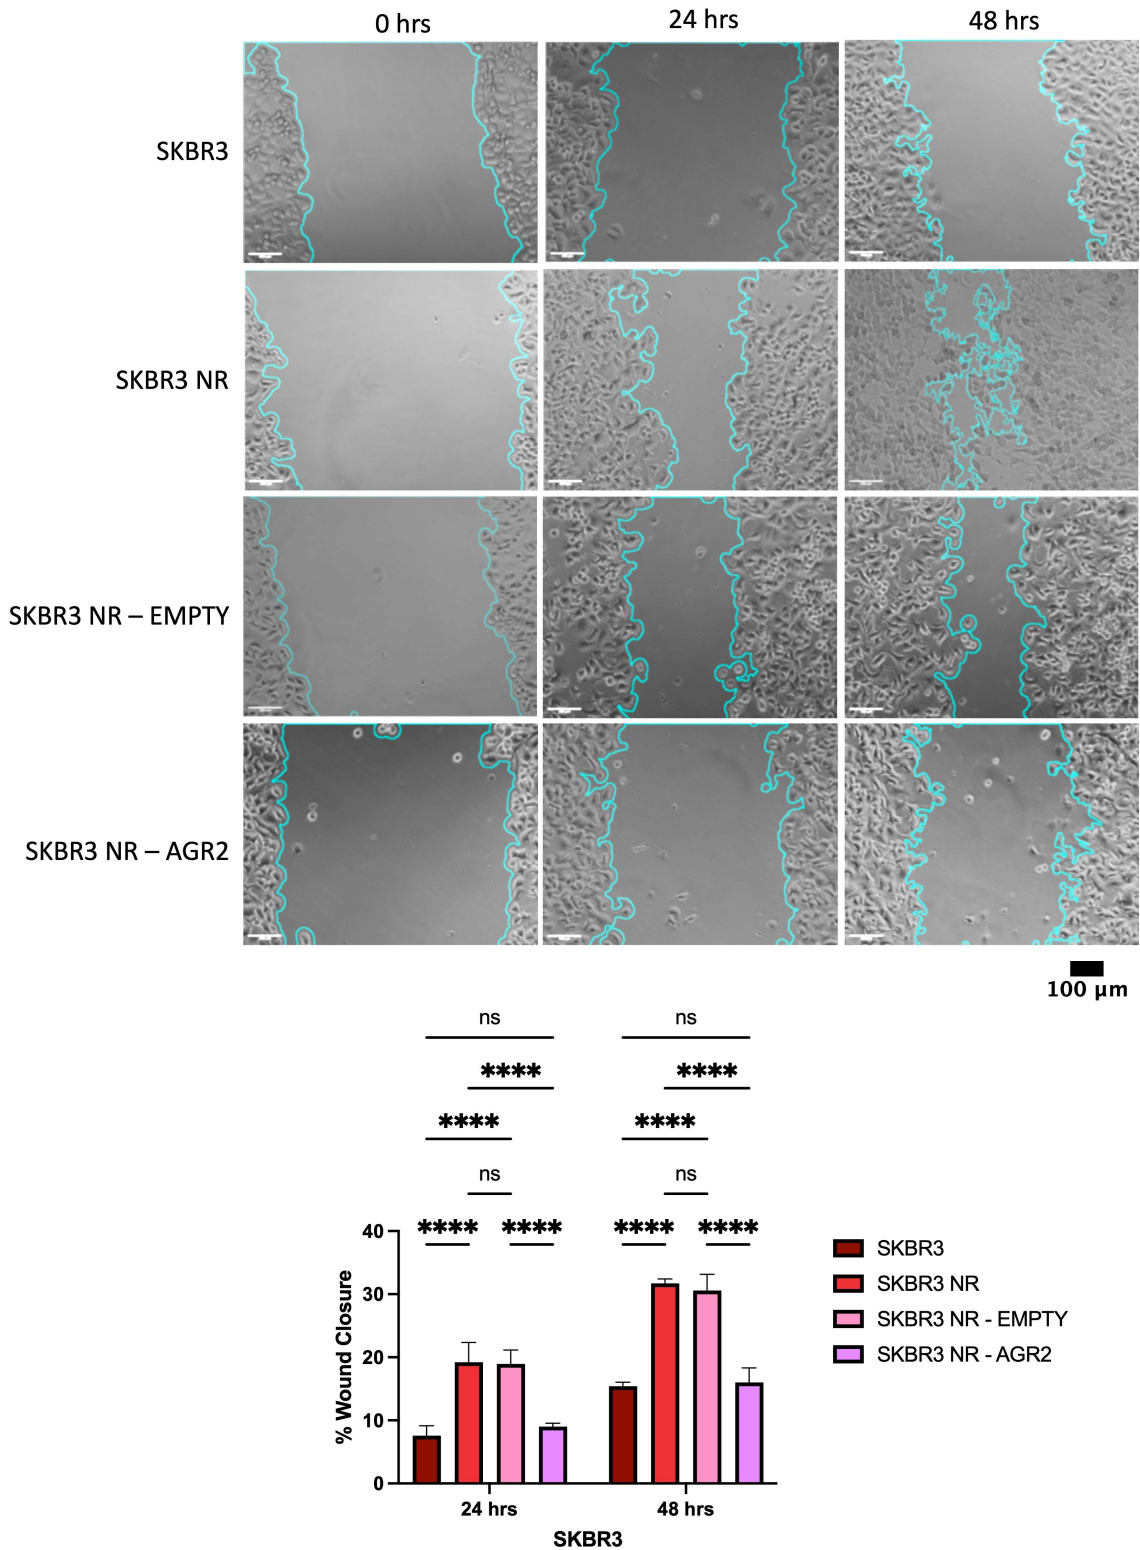 0 hrs
24 hrs
48 hrs
SKBR3
SKBR3 NR
SKBR3 NR – EMPTY
SKBR3 NR – AGR2
100 µm
ns
ns
****
****
****
****
ns
ns
****
****
****
****
40
30
20
10
0
% Wound Closure
24 hrs
48 hrs
SKBR3
SKBR3
SKBR3 NR
SKBR3 NR - EMPTY
SKBR3 NR - AGR2